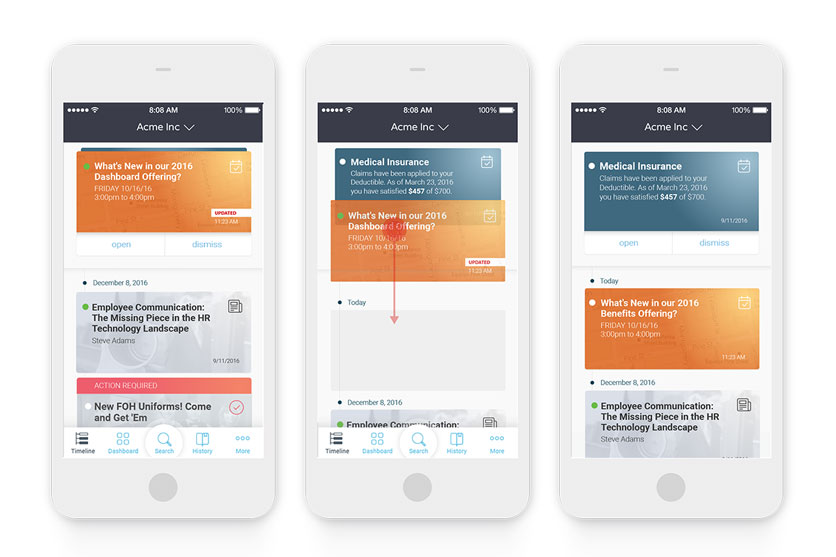 8:08 AM
100%
Acme Inc
What's New in our 2016
Dashboard Offering?
FRIDAY 10/16/16
3:00pm to 4:00pm
UPDATED
11:23 AM
open
dismiss
December 8, 2016
Employee Communication:
The Missing Piece in the HR
Technology Landscape
Steve Adams
9/11/2016
ACTION REQUIRED
New FOH Uniforms! Come
and Get 'Em
Timeline
Dashboard
Search
History
More
8:08 AM
100%
Acme Inc
Medical Insurance
Claims have been applied to your
Deductible. As of March 23, 2016
you have satisfied $457 of $700.
What's New in our 2016
Dashboard Offering?
FRIDAY 10/16/16
3:00pm to 4:00pm
UPDATED
11:23 AM
Today
December 8, 2016
Employee Communication:
Timeline
Dashboard
Search
History
More
8:08 AM
100%
Acme Inc
Medical Insurance
Claims have been applied to your
Deductible. As of March 23, 2016
you have satisfied $457 of $700.
9/11/2016
open
dismiss
Today
What's New in our 2016
Benefits Offering?
FRIDAY 10/16/16
3:00pm to 4:00pm
11:23 AM
December 8, 2016
Employee Communication:
The Missing Piece in the HR
Technology Landscape
Steve Adams